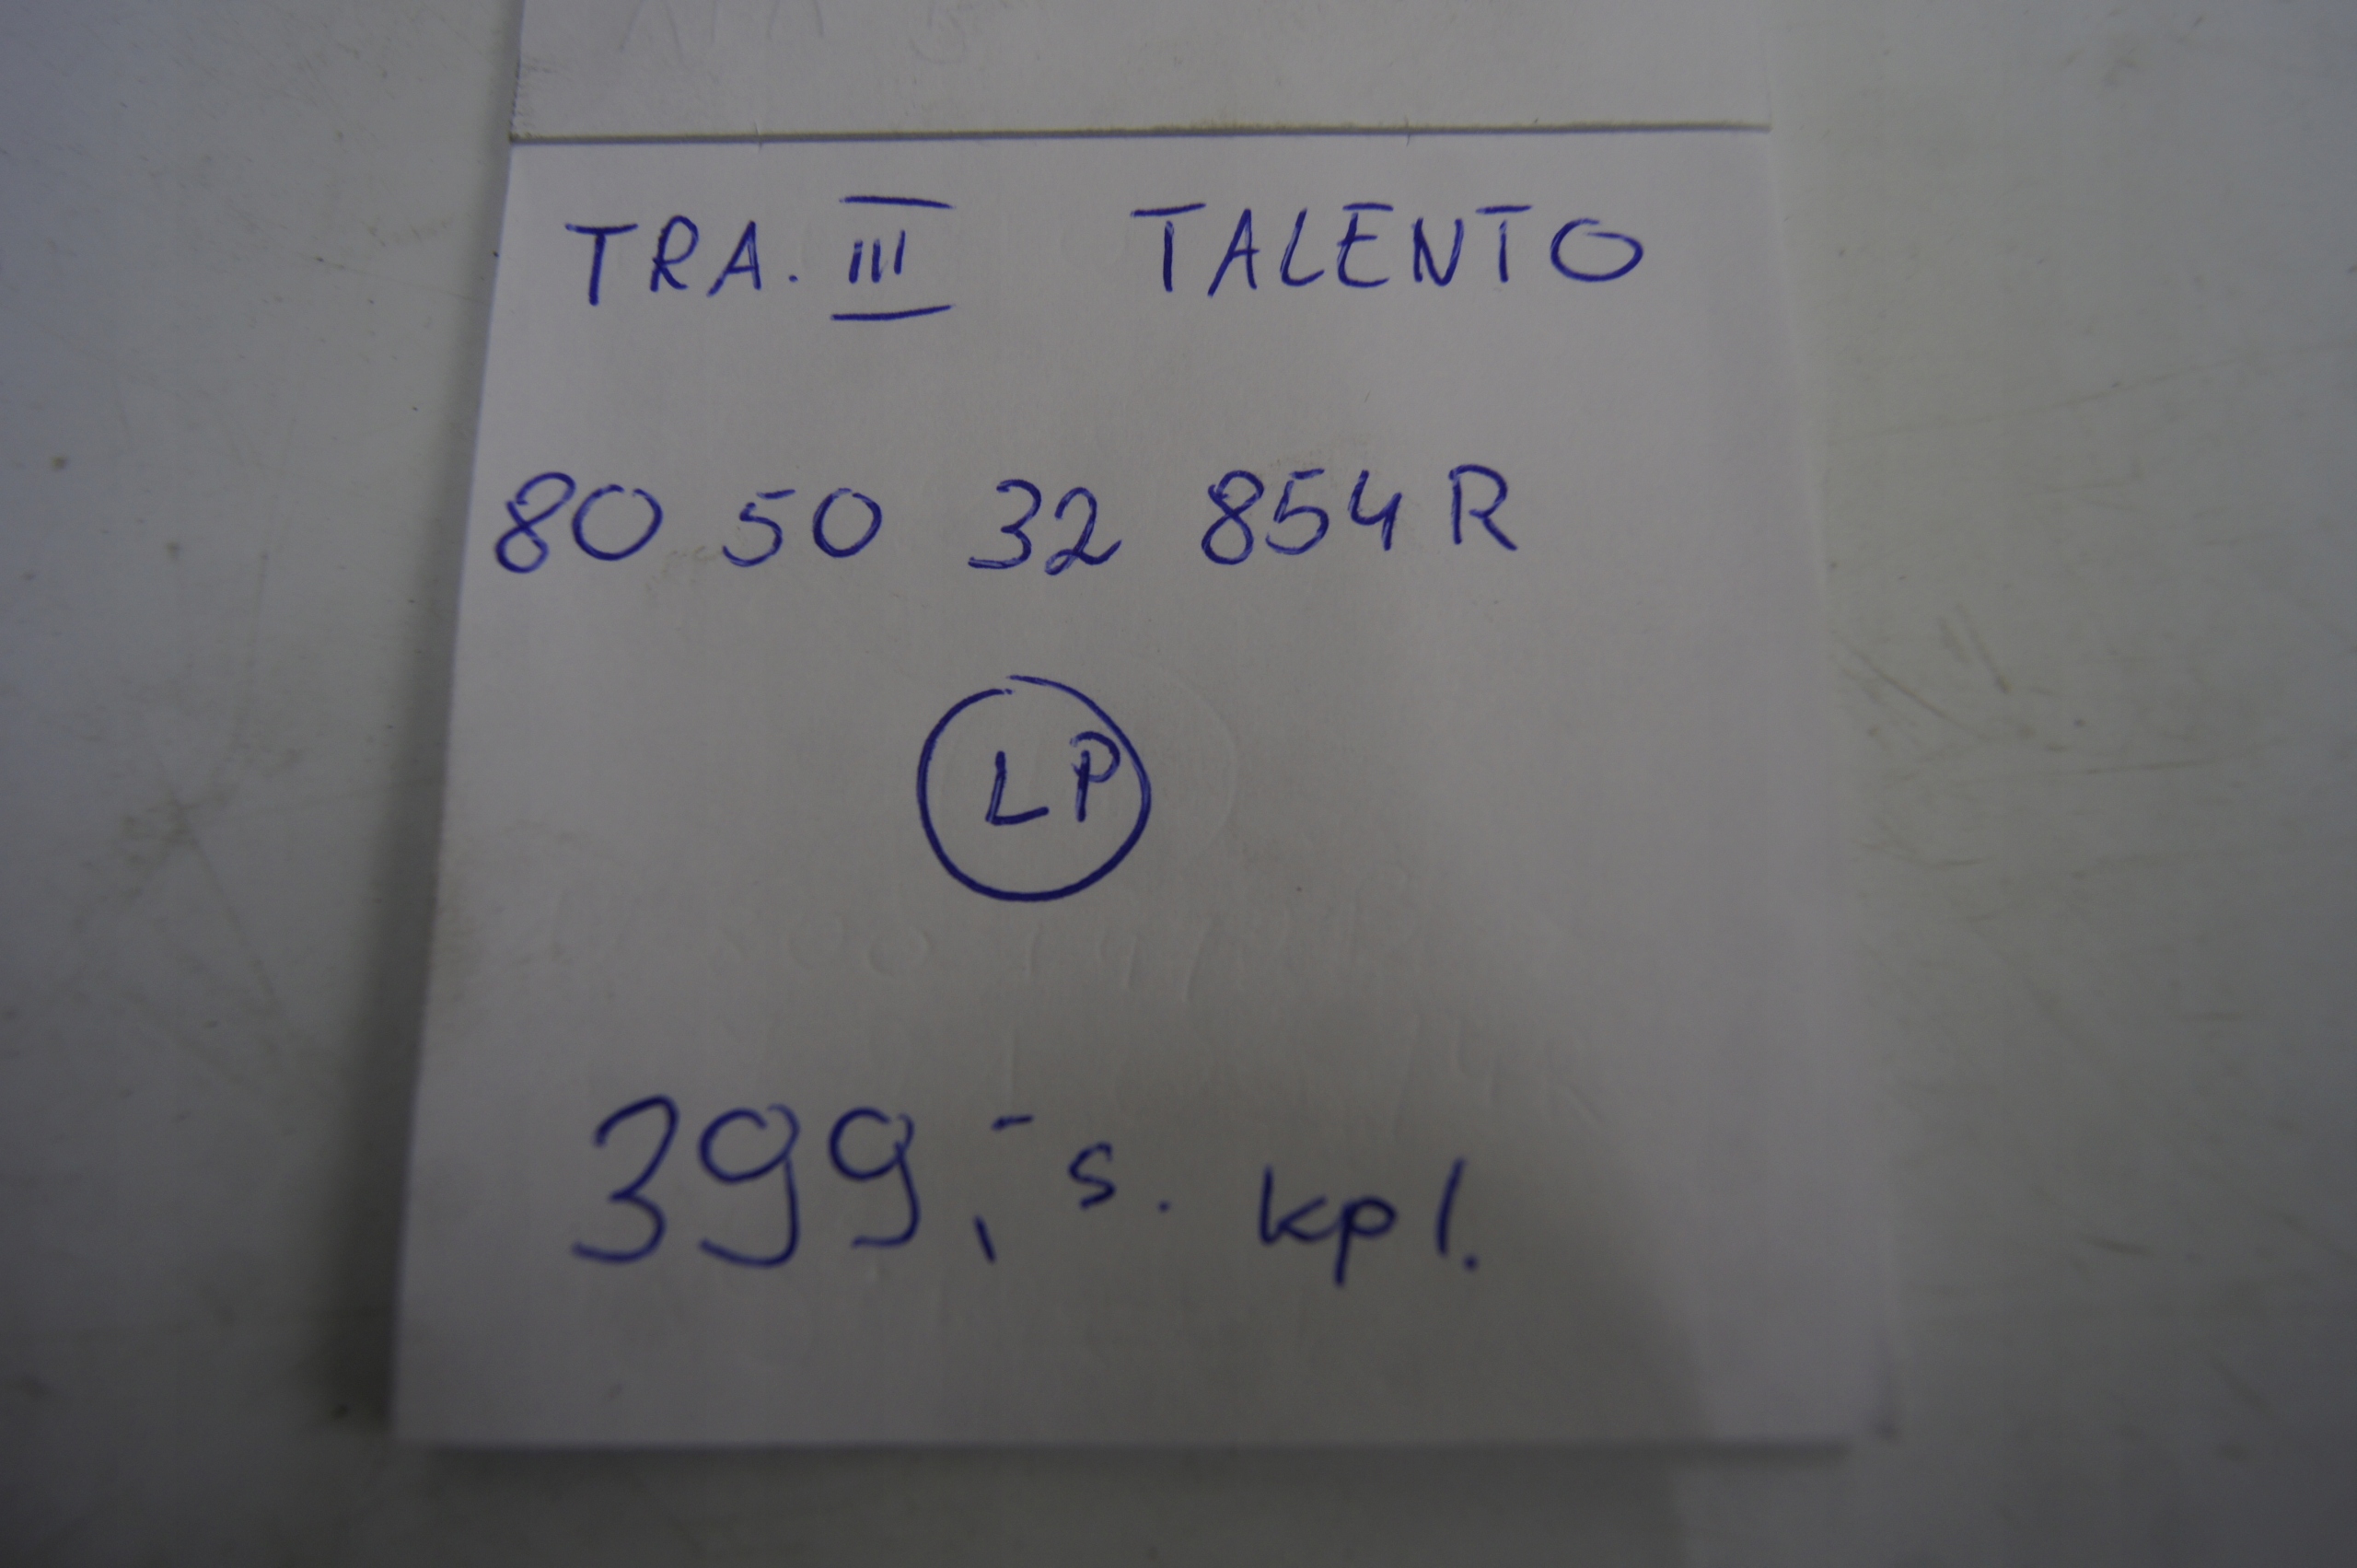 TRA. III TALENTO
80 50 32 854 R
LP
399,- s. kpl.